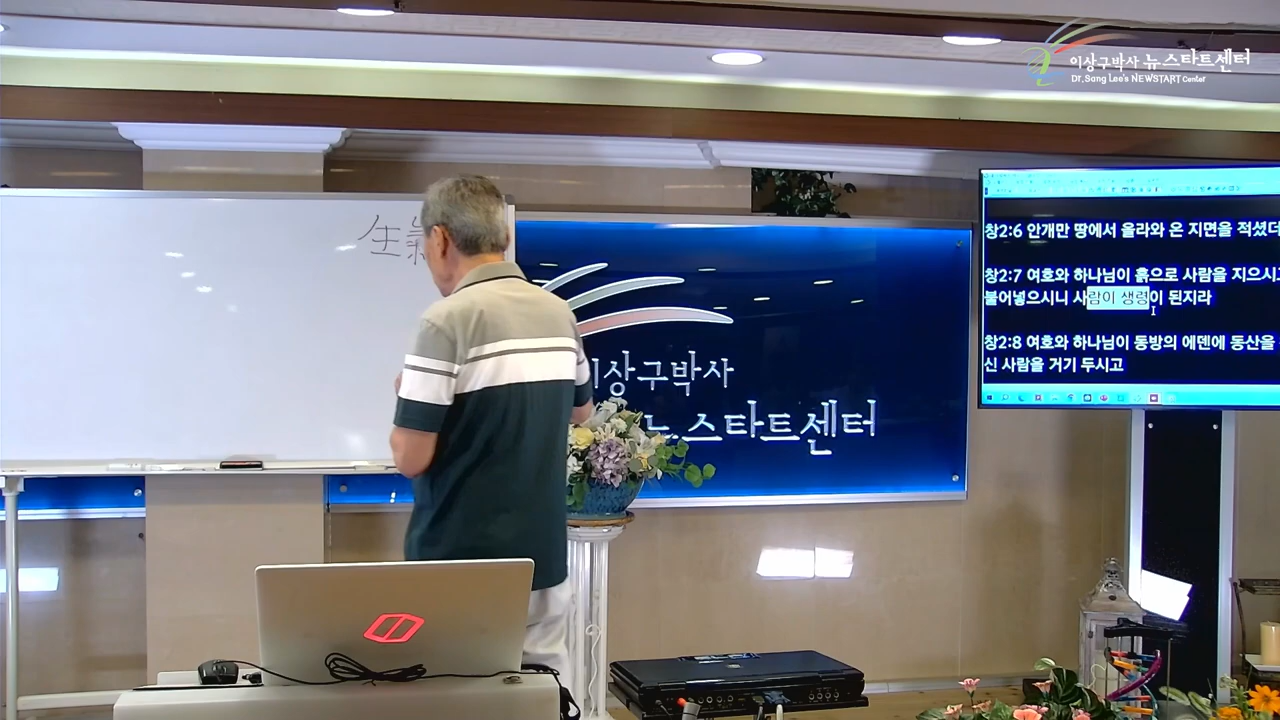 이상구박사 뉴스타트센터
Dr. Sang Lee's NEWSTART Center
生氣
창2:6 안개만 땅에서 올라와 온 지면을 적셨더
창2:7 여호와 하나님이 흙으로 사람을 지으시고
불어넣으시니 사람이 생령이 된지라
창2:8 여호와 하나님이 동방의 에덴에 동산을
신 사람을 거기 두시고
이상구박사
뉴스타트센터